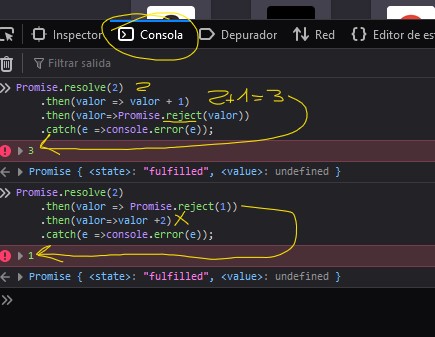 Inspector Consola Depurador Red {} Editor de est
Filtrar salida
>> Promise.resolve(2) 2
.then(valor => valor + 1) 2+1=3
.then(valor=>Promise.reject(valor))
.catch(e =>console.error(e));
3
← Promise { <state>: "fulfilled", <value>: undefined }
>> Promise.resolve(2)
.then(valor => Promise.reject(1))
.then(valor=>valor +2) X
.catch(e =>console.error(e));
1
← Promise { <state>: "fulfilled", <value>: undefined }
>>